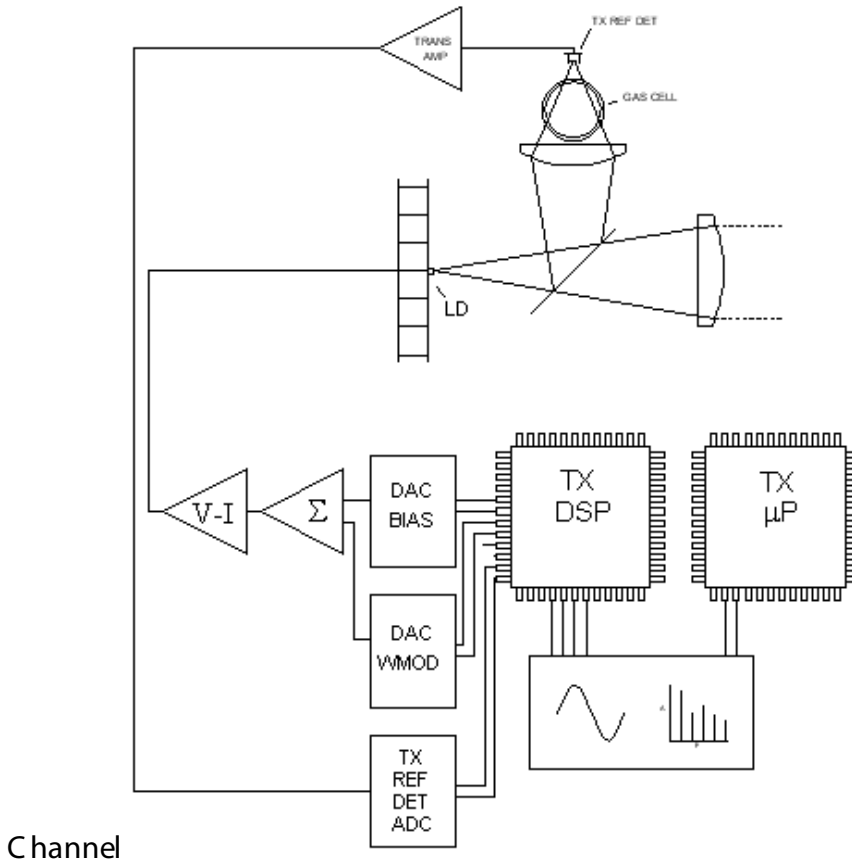 TX REF DET
TRANS
AMP
GAS CELL
LD
TX
DSP
TX
μP
DAC
BIAS
V-I
Σ
DAC
WMOD
TX
REF
DET
ADC
Channel